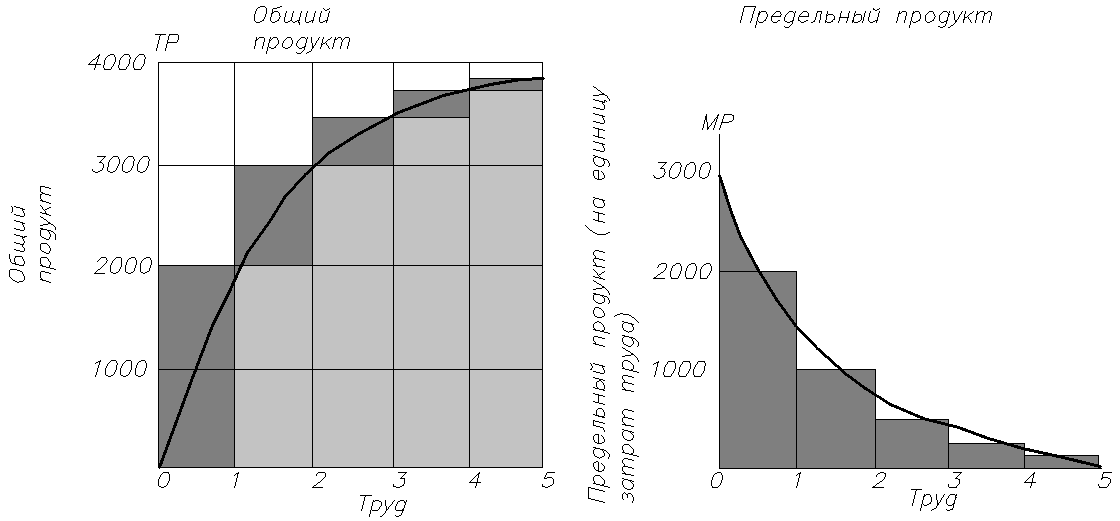 Общий
продукт
TP
4000
3000
2000
1000
Общий
продукт
0 1 2 3 4 5
Труд
Предельный продукт
Предельный продукт (на единицу
затрат труда)
MP
3000
2000
1000
0 1 2 3 4 5
Труд